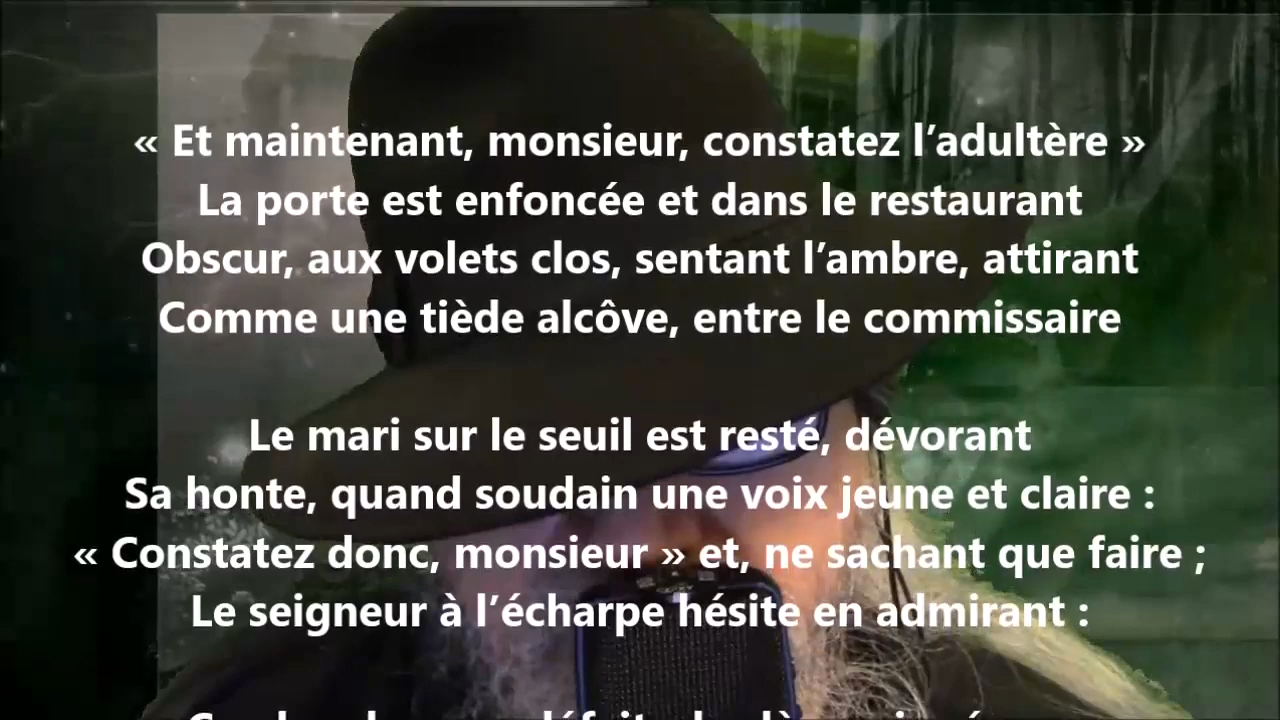 « Et maintenant, monsieur, constatez l’adultère »
La porte est enfoncée et dans le restaurant
Obscur, aux volets clos, sentant l’ambre, attirant
Comme une tiède alcôve, entre le commissaire
Le mari sur le seuil est resté, dévorant
Sa honte, quand soudain une voix jeune et claire :
« Constatez donc, monsieur » et, ne sachant que faire ;
Le seigneur à l’écharpe hésite en admirant :